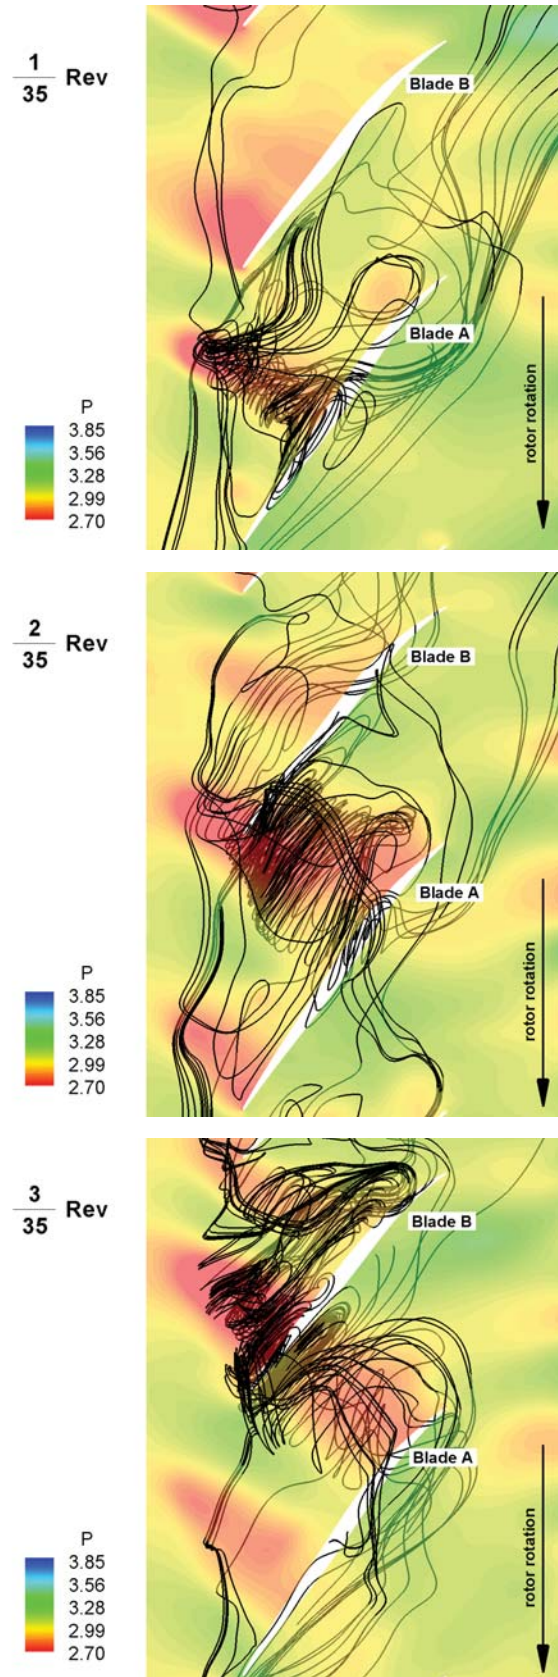 1
35 Rev
Blade B
Blade A
P
3.85
3.56
3.28
2.99
2.70
rotor rotation
2
35 Rev
Blade B
Blade A
P
3.85
3.56
3.28
2.99
2.70
rotor rotation
3
35 Rev
Blade B
Blade A
P
3.85
3.56
3.28
2.99
2.70
rotor rotation